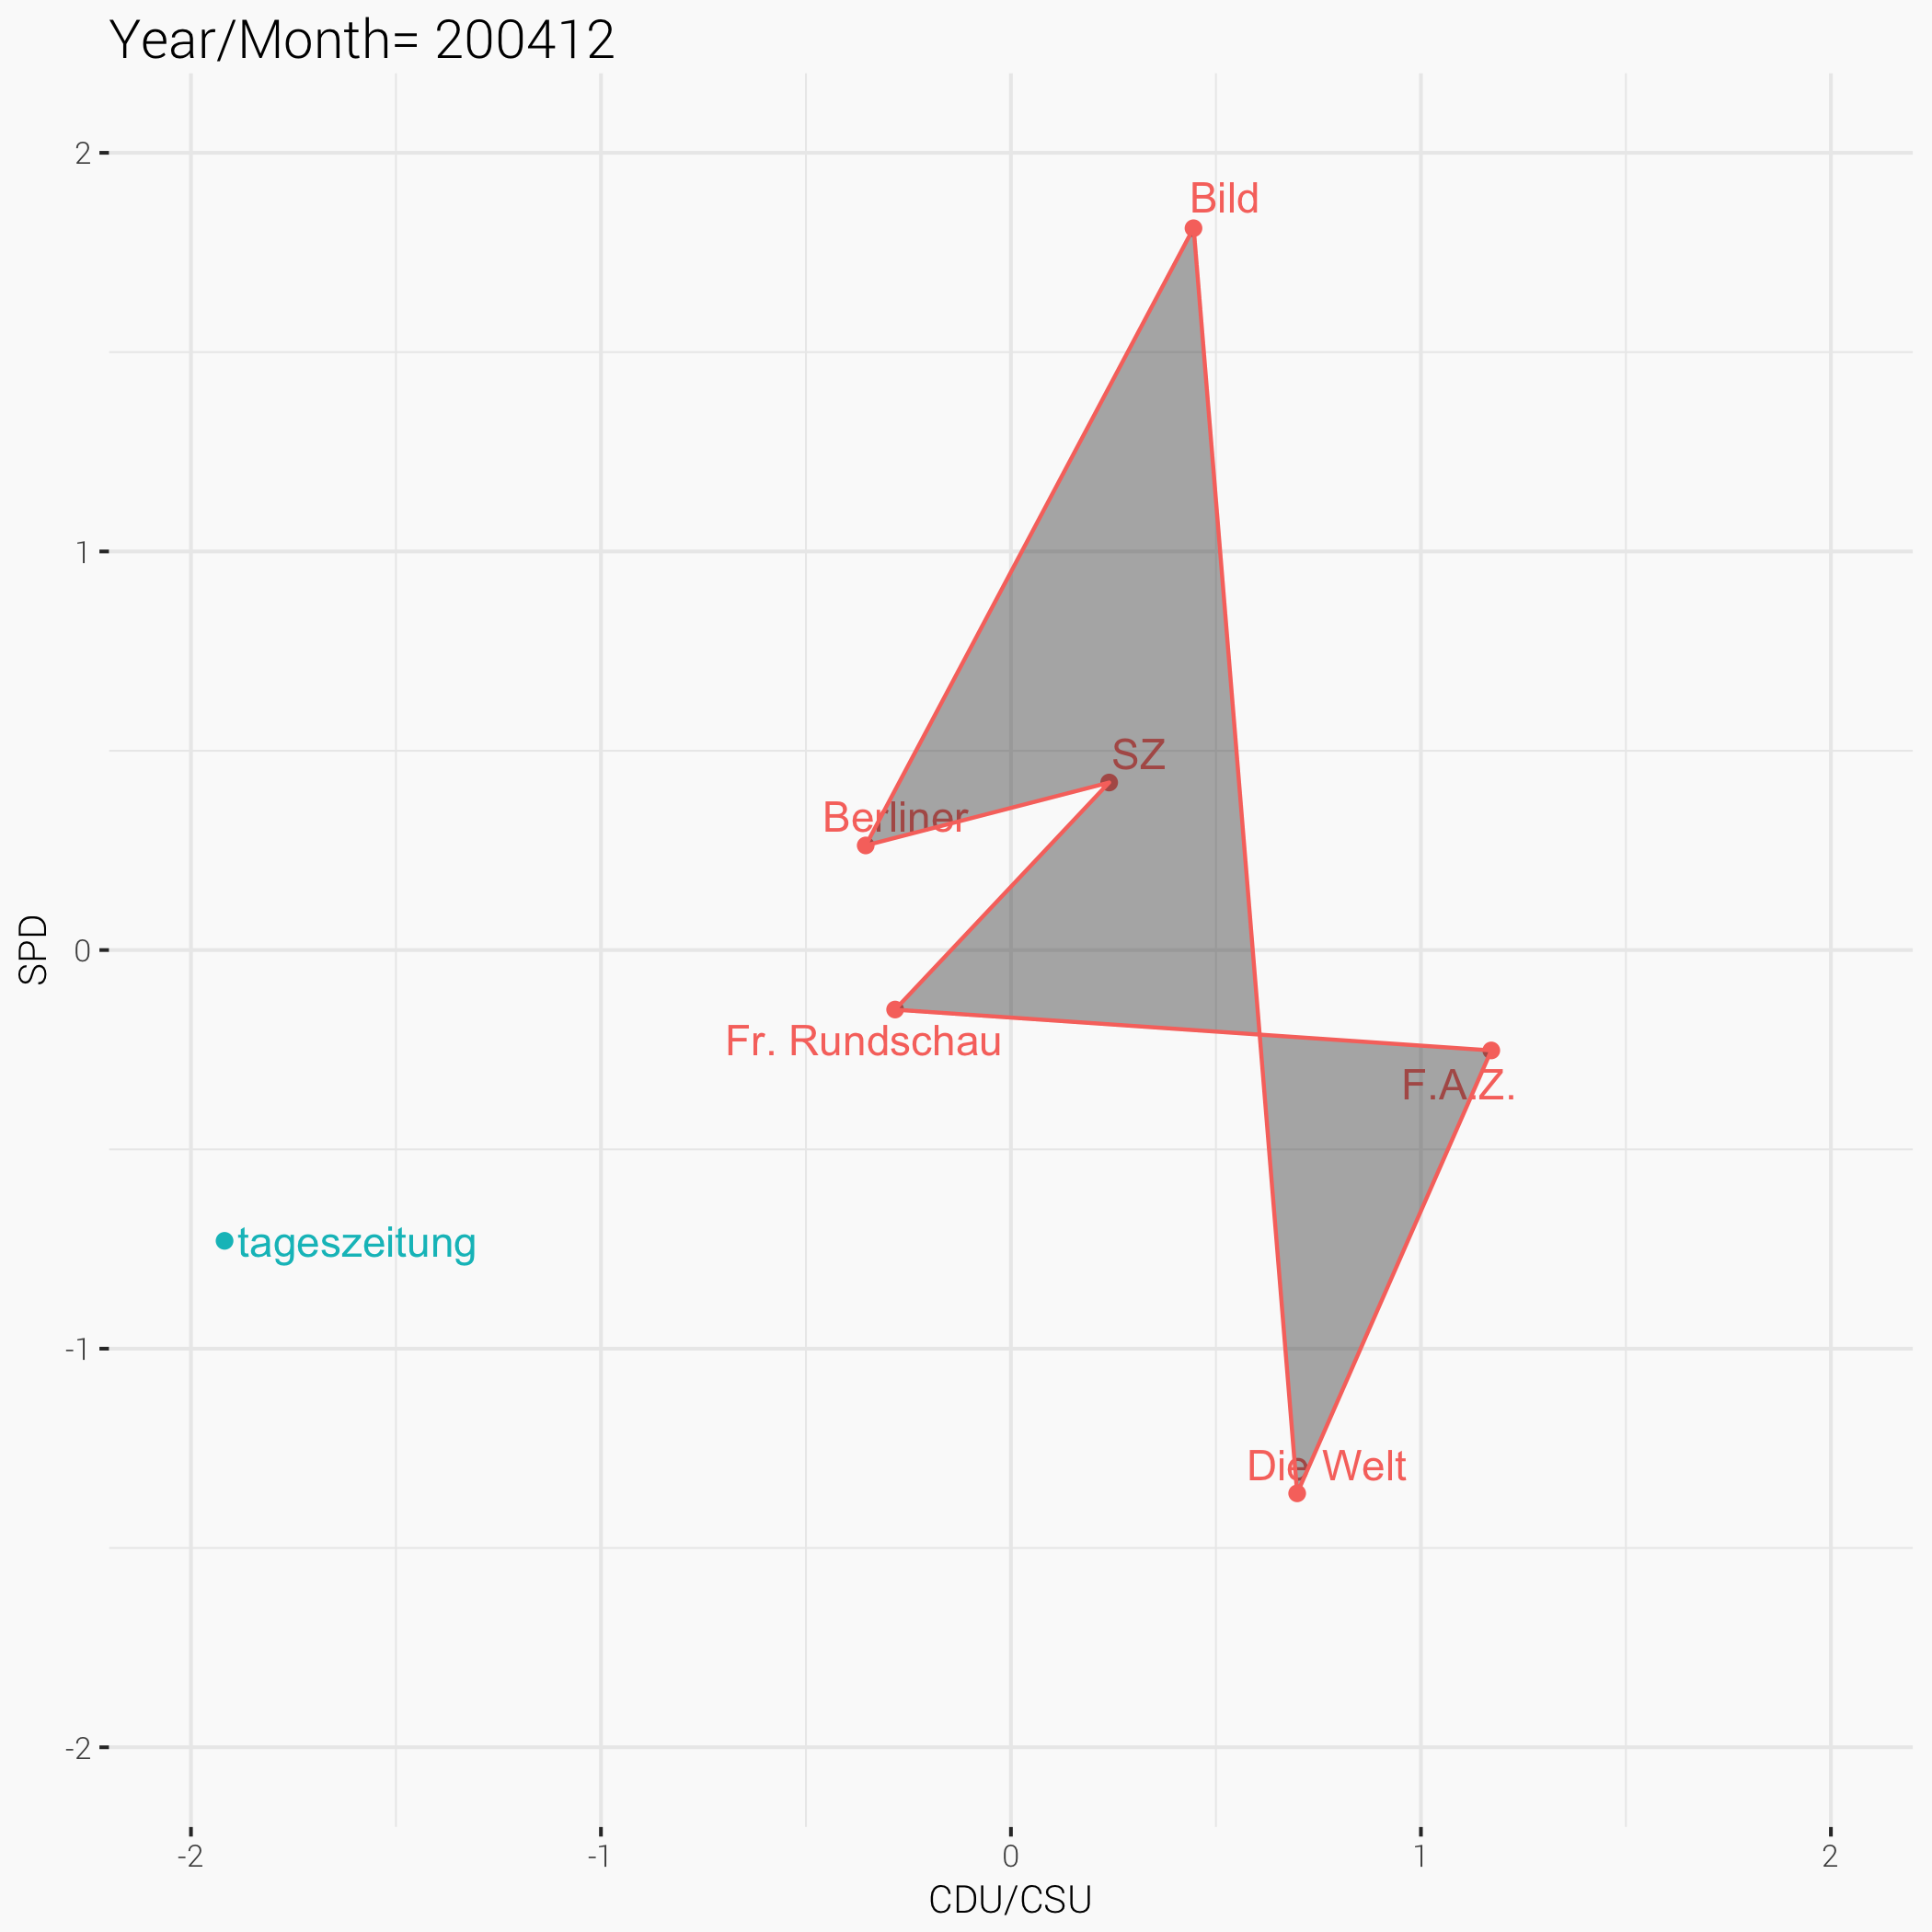 Year/Month= 200412
2
Bild
1
SZ
Berliner
SPD
0
Fr. Rundschau
F.A.Z.
tageszeitung
-1
Die Welt
-2
-2
-1
0
1
2
CDU/CSU